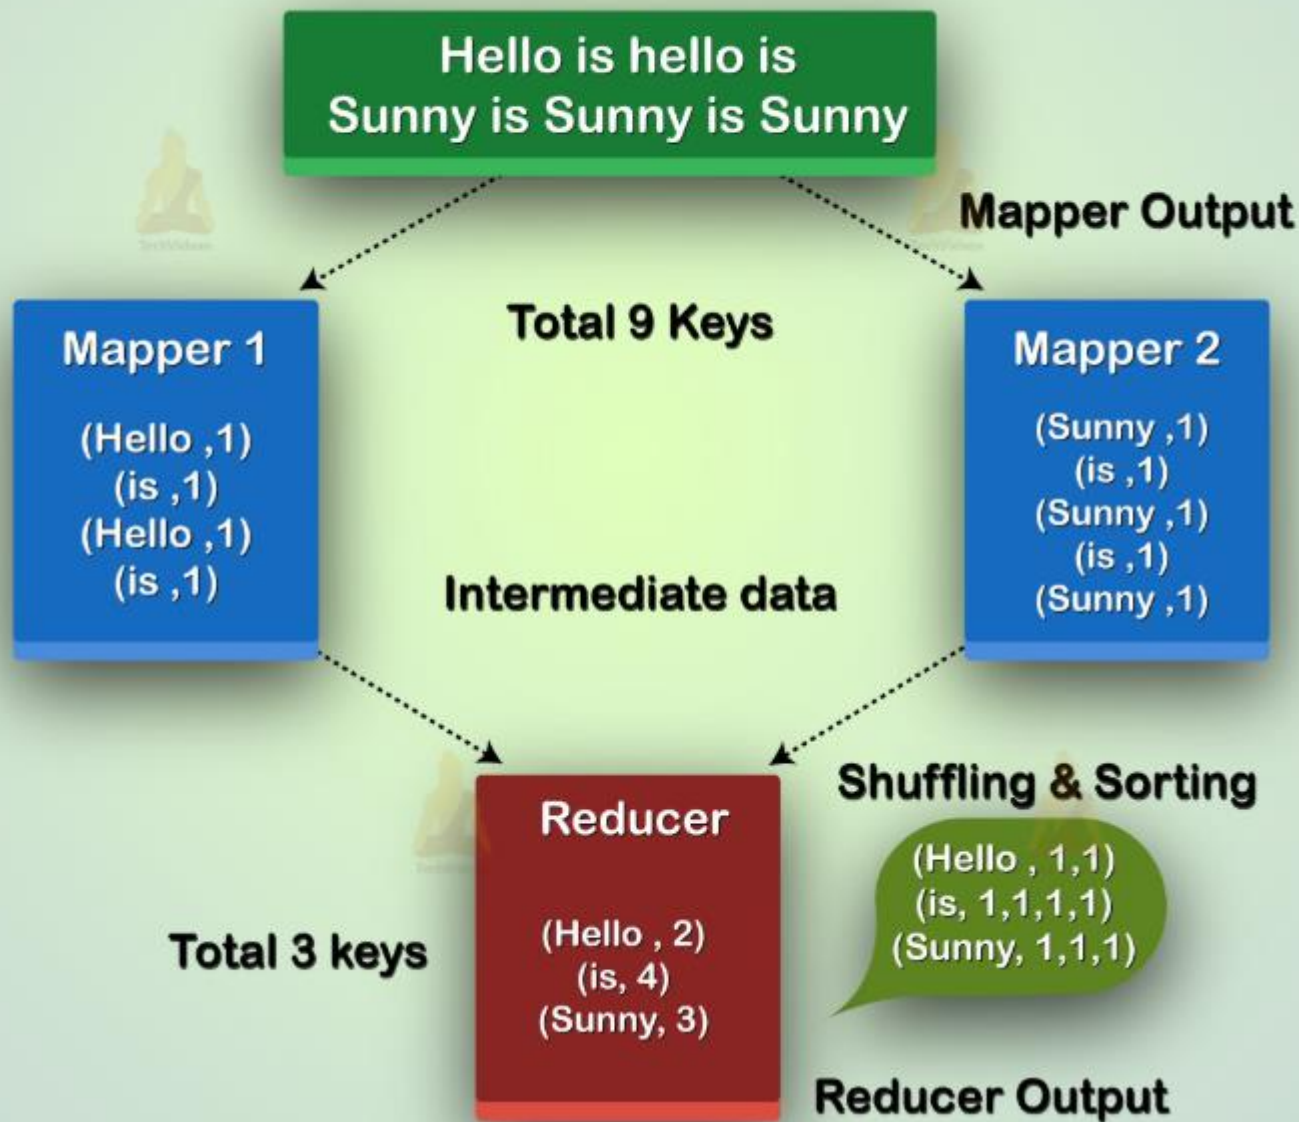 Hello is hello is
Sunny is Sunny is Sunny
Mapper Output
Total 9 Keys
Mapper 1
(Hello ,1)
(is ,1)
(Hello ,1)
(is ,1)
Mapper 2
(Sunny ,1)
(is ,1)
(Sunny ,1)
(is ,1)
(Sunny ,1)
Intermediate data
Shuffling & Sorting
(Hello , 1,1)
(is, 1,1,1,1)
(Sunny, 1,1,1)
Reducer
(Hello , 2)
(is, 4)
(Sunny, 3)
Total 3 keys
Reducer Output